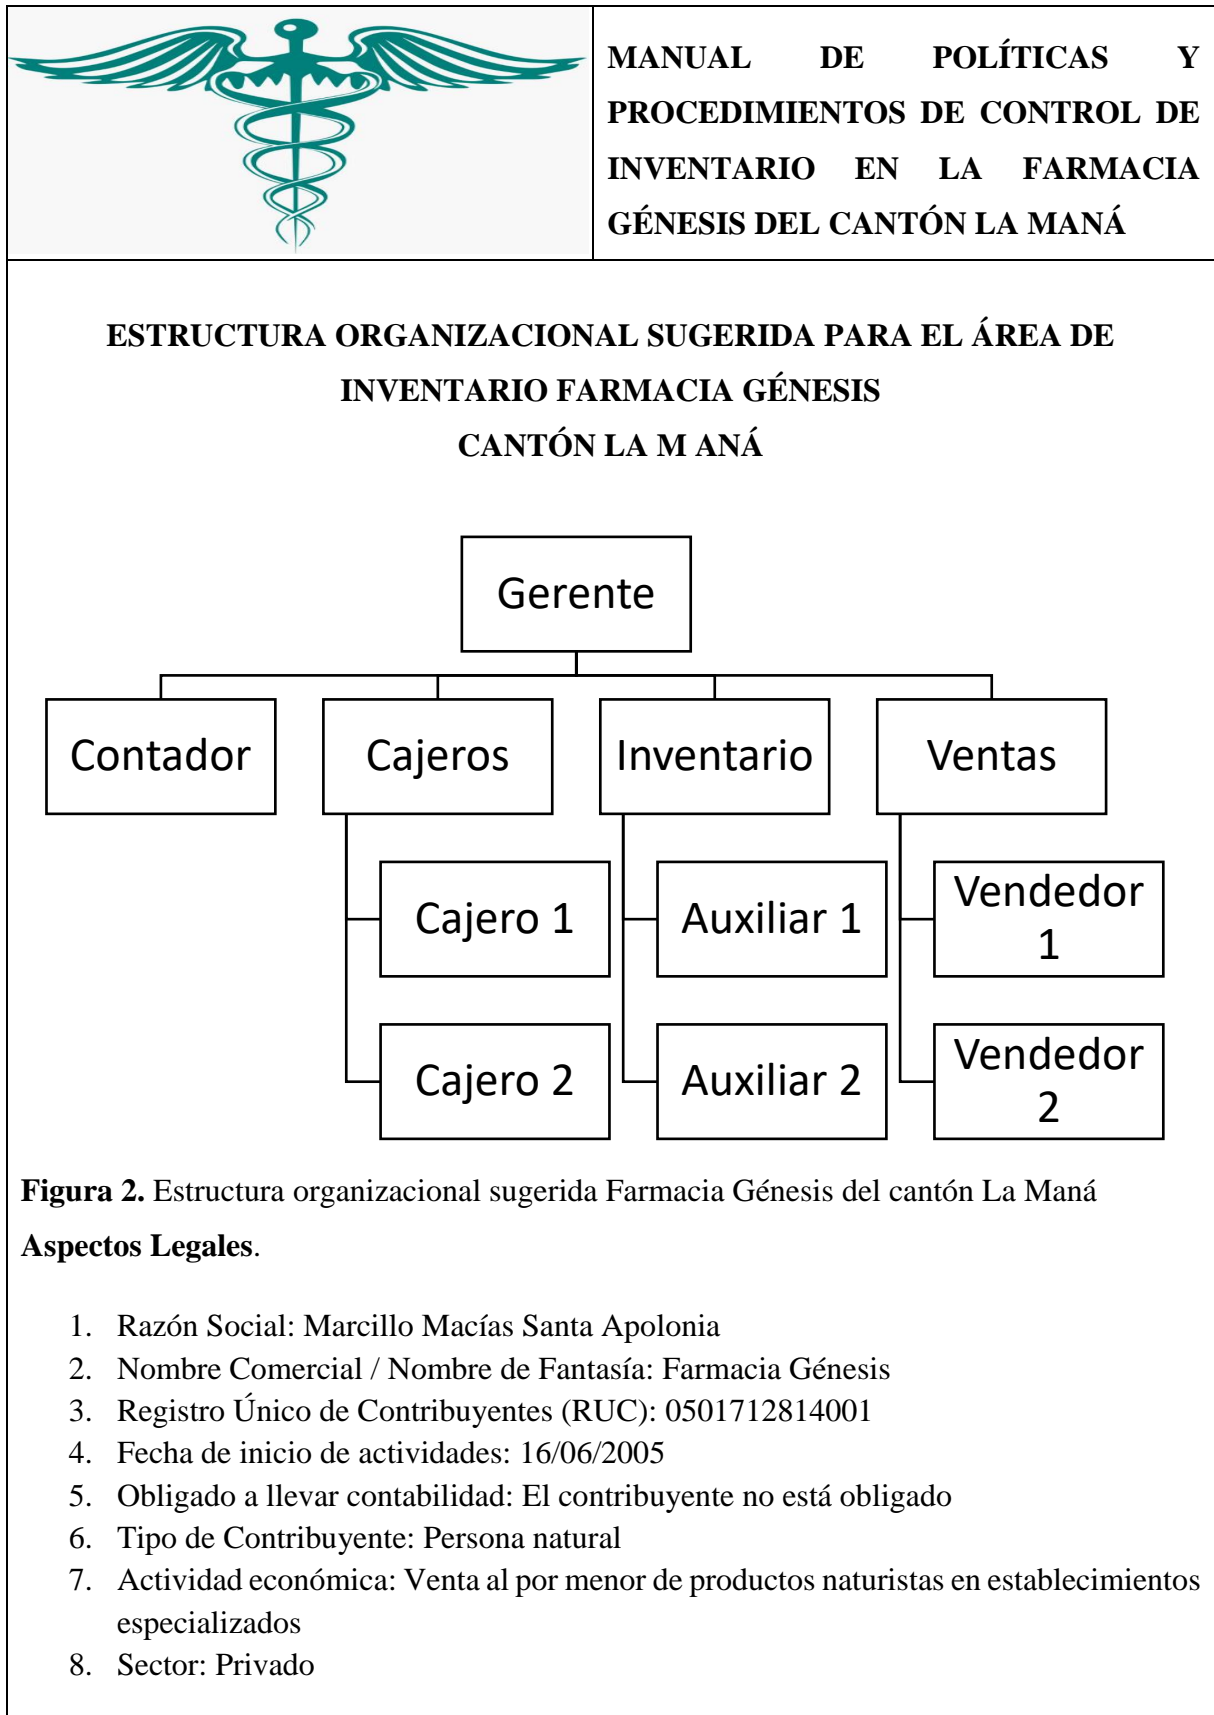 MANUAL DE POLÍTICAS Y
PROCEDIMIENTOS DE CONTROL DE
INVENTARIO EN LA FARMACIA
GÉNESIS DEL CANTÓN LA MANÁ
ESTRUCTURA ORGANIZACIONAL SUGERIDA PARA EL ÁREA DE
INVENTARIO FARMACIA GÉNESIS
CANTÓN LA M ANÁ
Gerente
Contador
Cajeros
Inventario
Ventas
Cajero 1
Auxiliar 1
Vendedor
1
Cajero 2
Auxiliar 2
Vendedor
2
Figura 2. Estructura organizacional sugerida Farmacia Génesis del cantón La Maná
Aspectos Legales.
1. Razón Social: Marcillo Macías Santa Apolonia
2. Nombre Comercial / Nombre de Fantasía: Farmacia Génesis
3. Registro Único de Contribuyentes (RUC): 0501712814001
4. Fecha de inicio de actividades: 16/06/2005
5. Obligado a llevar contabilidad: El contribuyente no está obligado
6. Tipo de Contribuyente: Persona natural
7. Actividad económica: Venta al por menor de productos naturistas en establecimientos
especializados
8. Sector: Privado